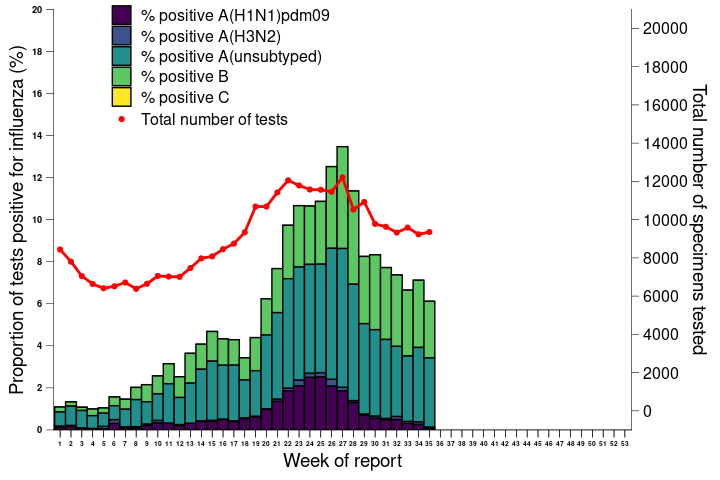 % positive A(H1N1)pdm09
% positive A(H3N2)
% positive A(unsubtyped)
% positive B
% positive C
Total number of tests
Proportion of tests positive for influenza (%)
20
18
16
14
12
10
8
6
4
2
0
Total number of specimens tested
20000
18000
16000
14000
12000
10000
8000
6000
4000
2000
0
1 2 3 4 5 6 7 8 9 10 11 12 13 14 15 16 17 18 19 20 21 22 23 24 25 26 27 28 29 30 31 32 33 34 35 36 37 38 39 40 41 42 43 44 45 46 47 48 49 50 51 52 53
Week of report